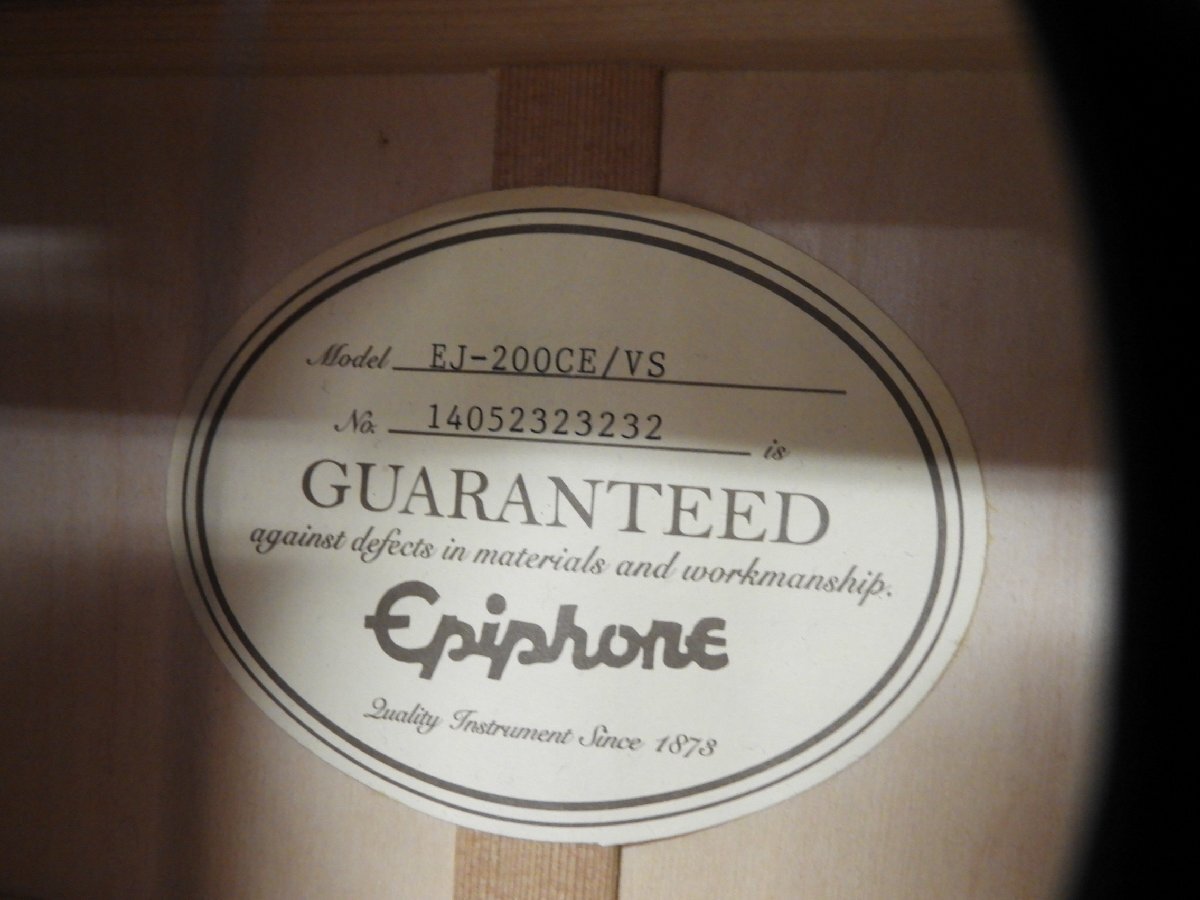 Model EJ-200CE/VS
No. 14052323232 is
GUARANTEED
against defects in materials and workmanship.
Epiphone
Quality Instrument Since 1873